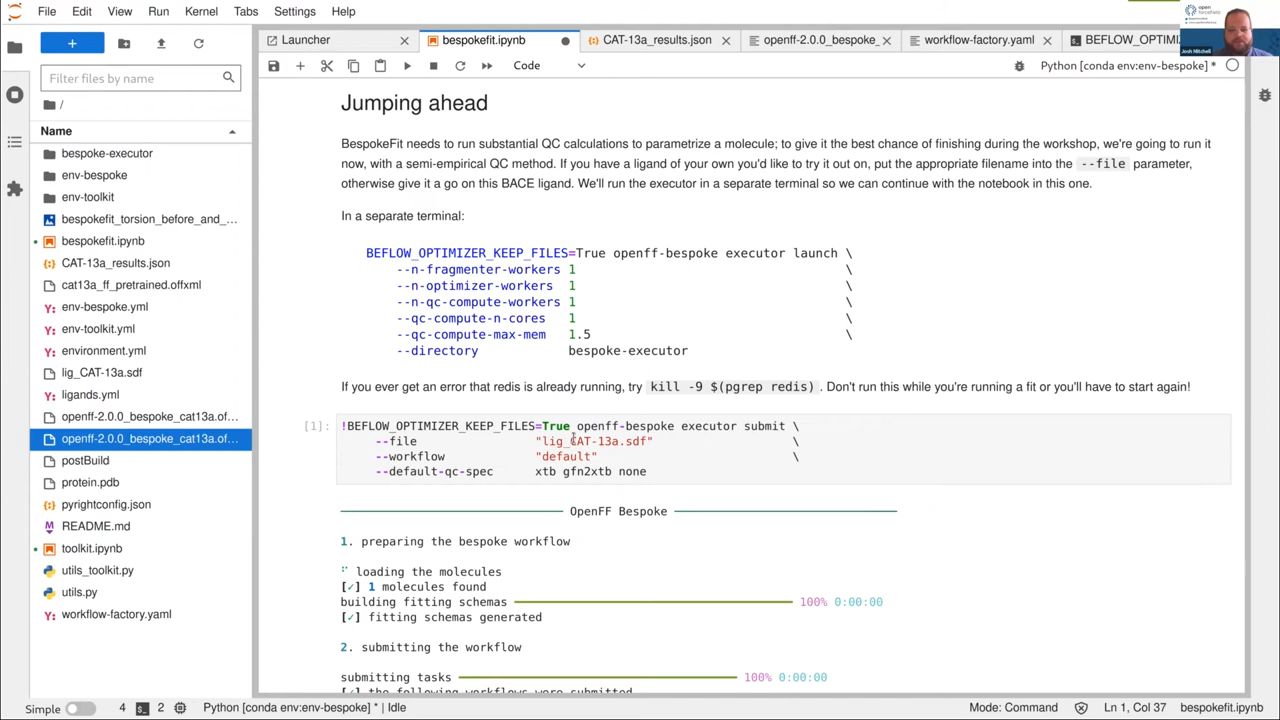 File Edit View Run Kernel Tabs Settings Help
open
forcefield
Josh Mitchell
Launcher
bespokefit.ipynb
CAT-13a_results.json
openff-2.0.0_bespoke_
workflow-factory.yaml
BEFLOW_OPTIMI
Filter files by name
Code
Python [conda env:env-bespoke] *
/
Name
bespoke-executor
env-bespoke
env-toolkit
bespokefit_torsion_before_and_...
bespokefit.ipynb
CAT-13a_results.json
cat13a_ff_pretrained.offxml
env-bespoke.yml
env-toolkit.yml
environment.yml
lig_CAT-13a.sdf
ligands.yml
openff-2.0.0_bespoke_cat13a.of...
openff-2.0.0_bespoke_cat13a.of...
postBuild
protein.pdb
pyrightconfig.json
README.md
toolkit.ipynb
utils_toolkit.py
utils.py
workflow-factory.yaml
Jumping ahead
BespokeFit needs to run substantial QC calculations to parametrize a molecule; to give it the best chance of finishing during the workshop, we're going to run it
now, with a semi-empirical QC method. If you have a ligand of your own you'd like to try it out on, put the appropriate filename into the --file parameter,
otherwise give it a go on this BACE ligand. We'll run the executor in a separate terminal so we can continue with the notebook in this one.
In a separate terminal:
BEFLOW_OPTIMIZER_KEEP_FILES=True openff-bespoke executor launch \
--n-fragmenter-workers 1 \
--n-optimizer-workers 1 \
--n-qc-compute-workers 1 \
--qc-compute-n-cores 1 \
--qc-compute-max-mem 1.5 \
--directory bespoke-executor
If you ever get an error that redis is already running, try kill -9 $(pgrep redis) . Don't run this while you're running a fit or you'll have to start again!
[1]: !BEFLOW_OPTIMIZER_KEEP_FILES=True openff-bespoke executor submit \
--file "lig_CAT-13a.sdf" \
--workflow "default" \
--default-qc-spec xtb gfn2xtb none
OpenFF Bespoke
1. preparing the bespoke workflow
loading the molecules
[✓] 1 molecules found
building fitting schemas 100% 0:00:00
[✓] fitting schemas generated
2. submitting the workflow
submitting tasks 100% 0:00:00
[✓] the following workflows were submitted
Simple 4 2 Python [conda env:env-bespoke] * | Idle Mode: Command Ln 1, Col 37 bespokefit.ipynb